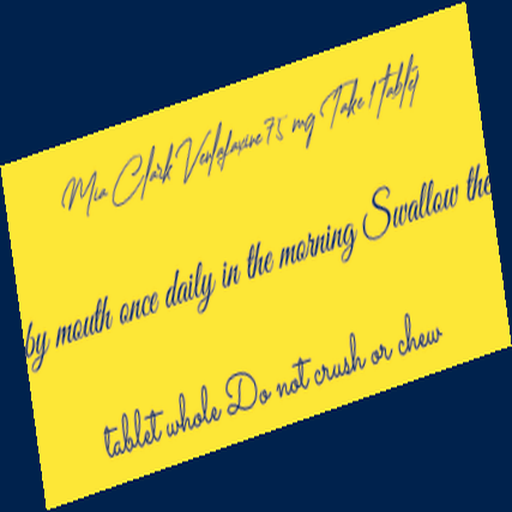 Mia Clark Venlafaxine 75 mg Take 1 tablet
by mouth once daily in the morning Swallow the
tablet whole Do not crush or chew